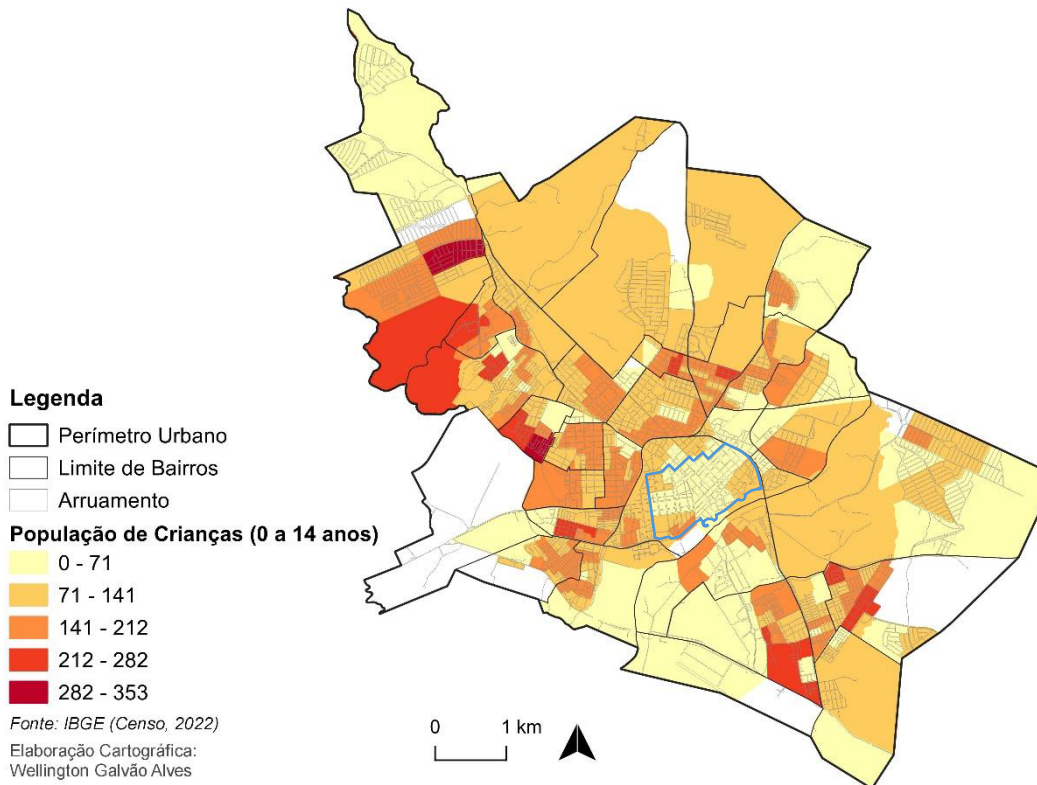 Legenda
Perímetro Urbano
Limite de Bairros
Arruamento
População de Crianças (0 a 14 anos)
0 - 71
71 - 141
141 - 212
212 - 282
282 - 353
Fonte: IBGE (Censo, 2022)
Elaboração Cartográfica:
Wellington Galvão Alves
0 1 km